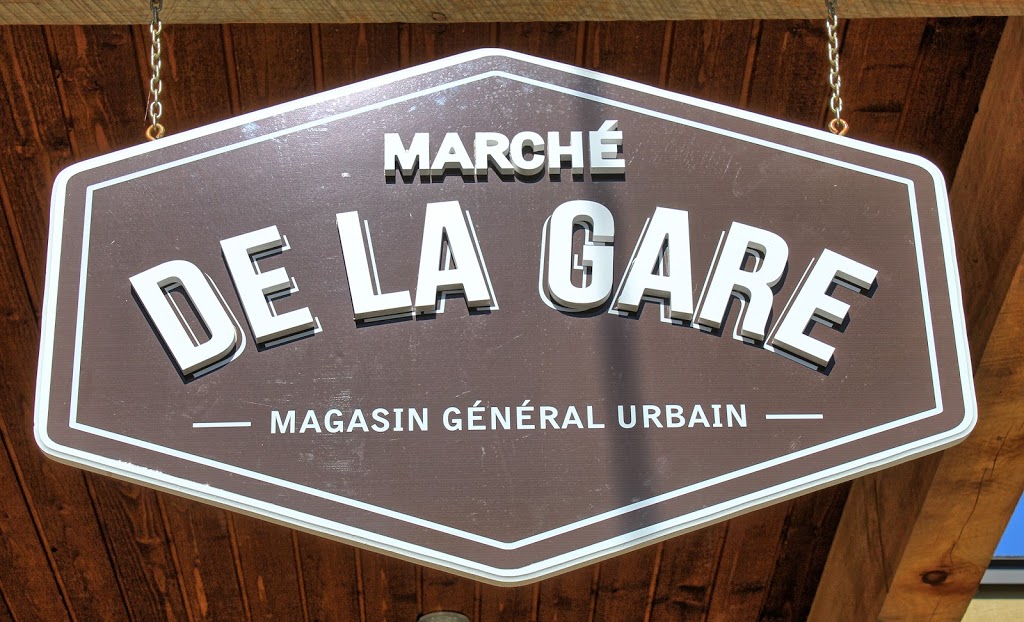 MARCHÉ
DE LA GARE
MAGASIN GÉNÉRAL URBAIN